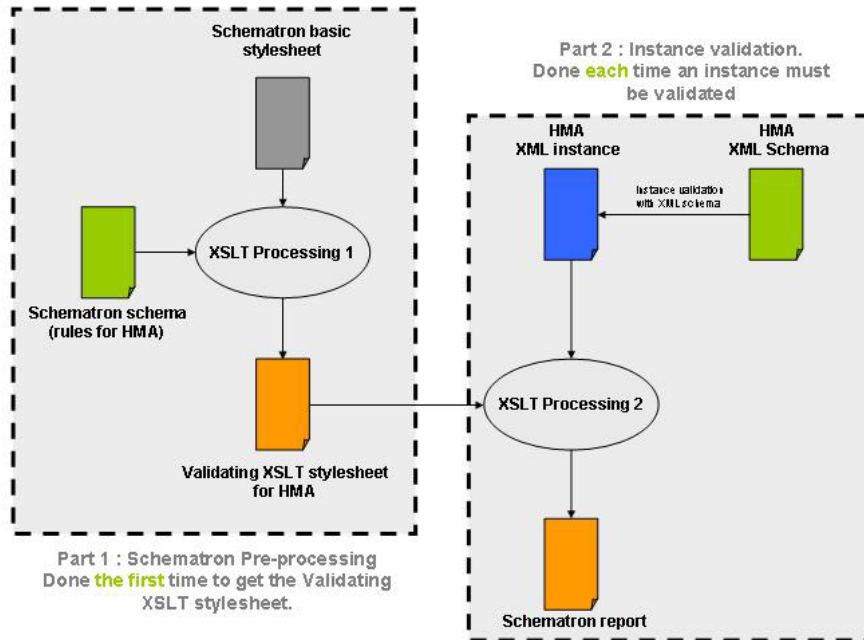 Schematron basic
stylesheet
XSLT Processing 1
Schematron schema
(rules for HMA)
Validating XSLT stylesheet
for HMA
Part 1 : Schematron Pre-processing
Done the first time to get the Validating
XSLT stylesheet.
Part 2 : Instance validation.
Done each time an instance must
be validated
HMA
XML instance
HMA
XML Schema
Instance validation
with XML schema
XSLT Processing 2
Schematron report